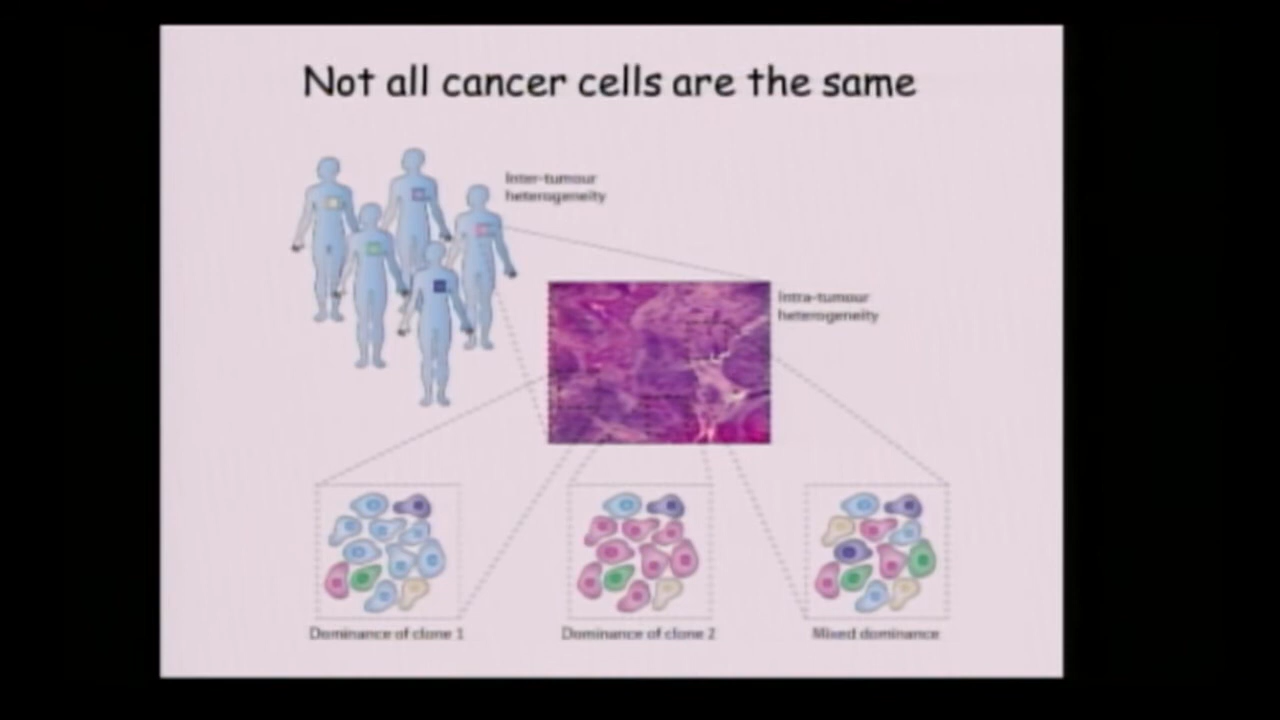 Not all cancer cells are the same
Inter-tumour
heterogeneity
Intra-tumour
heterogeneity
Dominance of clone 1
Dominance of clone 2
Mixed dominance